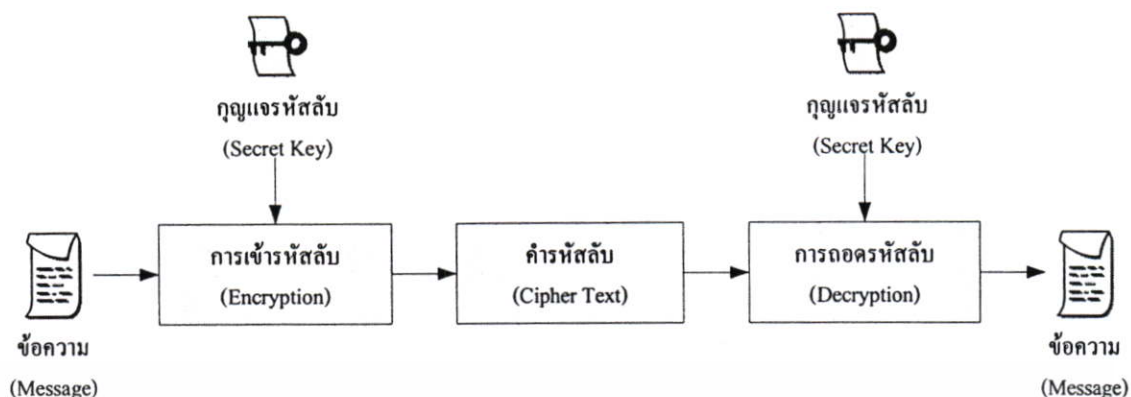 กุญแจรหัสลับ
(Secret Key)
กุญแจรหัสลับ
(Secret Key)
การเข้ารหัสลับ
(Encryption)
คำรหัสลับ
(Cipher Text)
การถอดรหัสลับ
(Decryption)
ข้อความ
(Message)
ข้อความ
(Message)